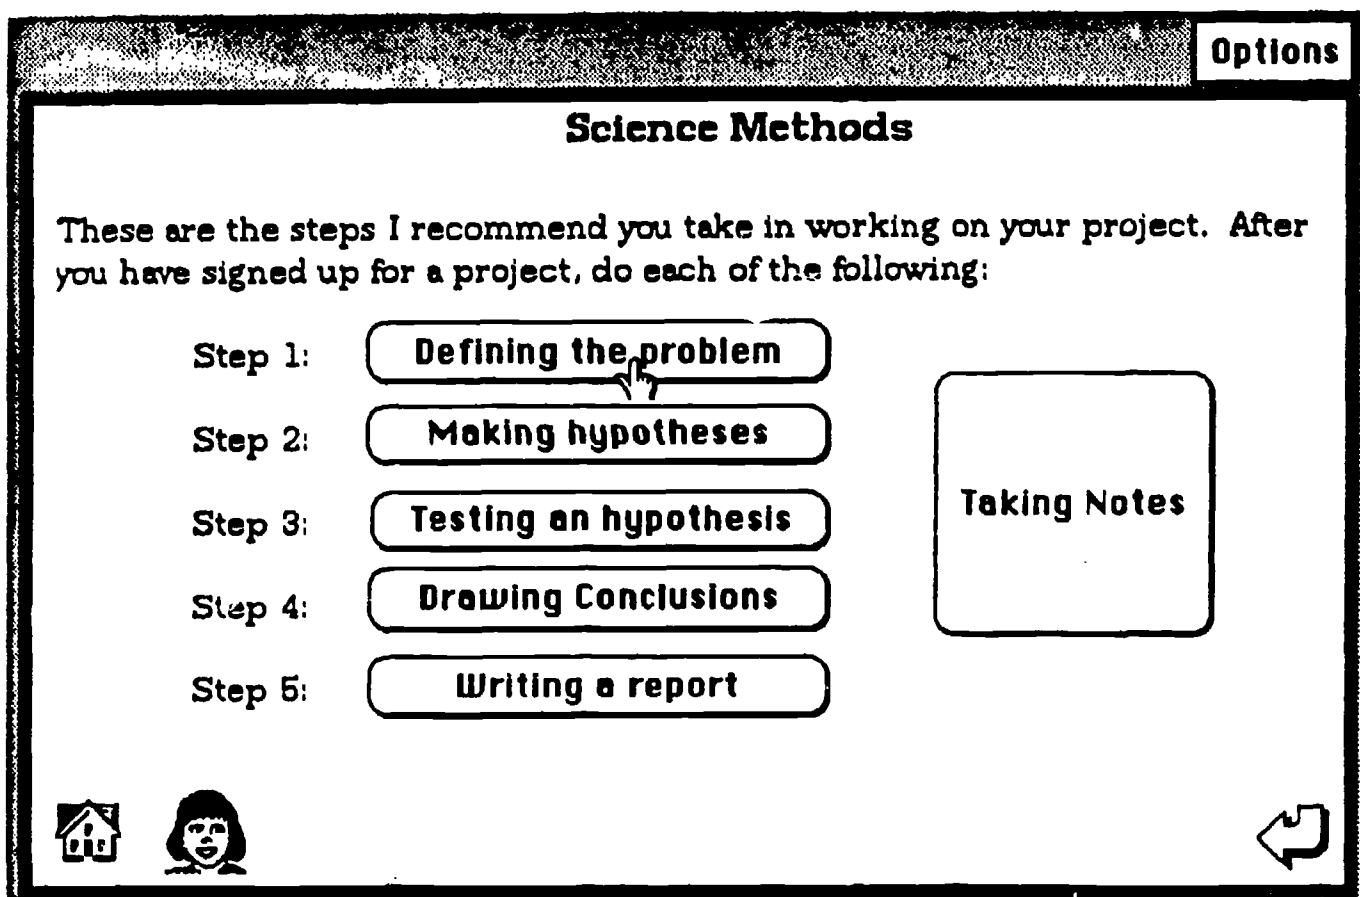 Options
Science Methods
These are the steps I recommend you take in working on your project. After
you have signed up for a project, do each of the following:
Step 1: Defining the problem
Step 2: Making hypotheses
Step 3: Testing an hypothesis
Taking Notes
Step 4: Drawing Conclusions
Step 5: Writing a report